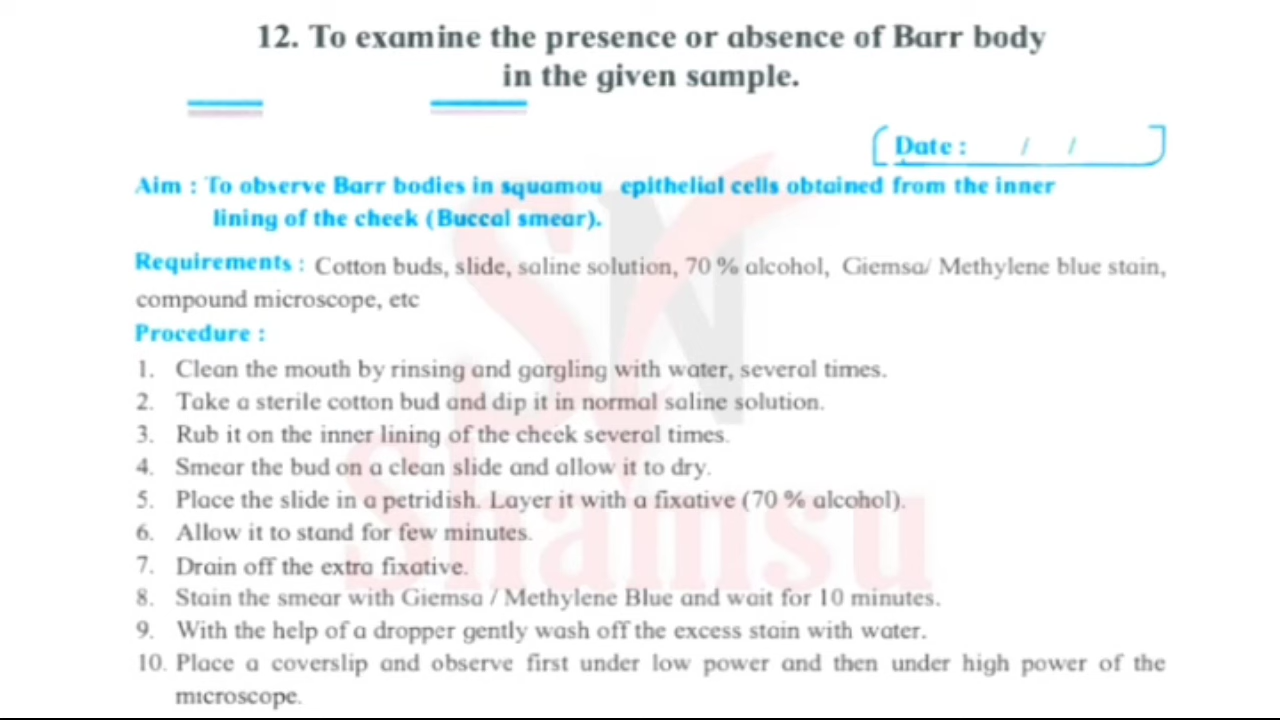 12. To examine the presence or absence of Barr body
in the given sample.
Date : / /
Aim : To observe Barr bodies in squamou epithelial cells obtained from the inner
lining of the cheek (Buccal smear).
Requirements : Cotton buds, slide, saline solution, 70 % alcohol, Giemsa/ Methylene blue stain,
compound microscope, etc
Procedure :
1. Clean the mouth by rinsing and gargling with water, several times.
2. Take a sterile cotton bud and dip it in normal saline solution.
3. Rub it on the inner lining of the cheek several times.
4. Smear the bud on a clean slide and allow it to dry.
5. Place the slide in a petridish. Layer it with a fixative (70 % alcohol).
6. Allow it to stand for few minutes.
7. Drain off the extra fixative.
8. Stain the smear with Giemsa / Methylene Blue and wait for 10 minutes.
9. With the help of a dropper gently wash off the excess stain with water.
10. Place a coverslip and observe first under low power and then under high power of the
microscope.
SN
Shamsu